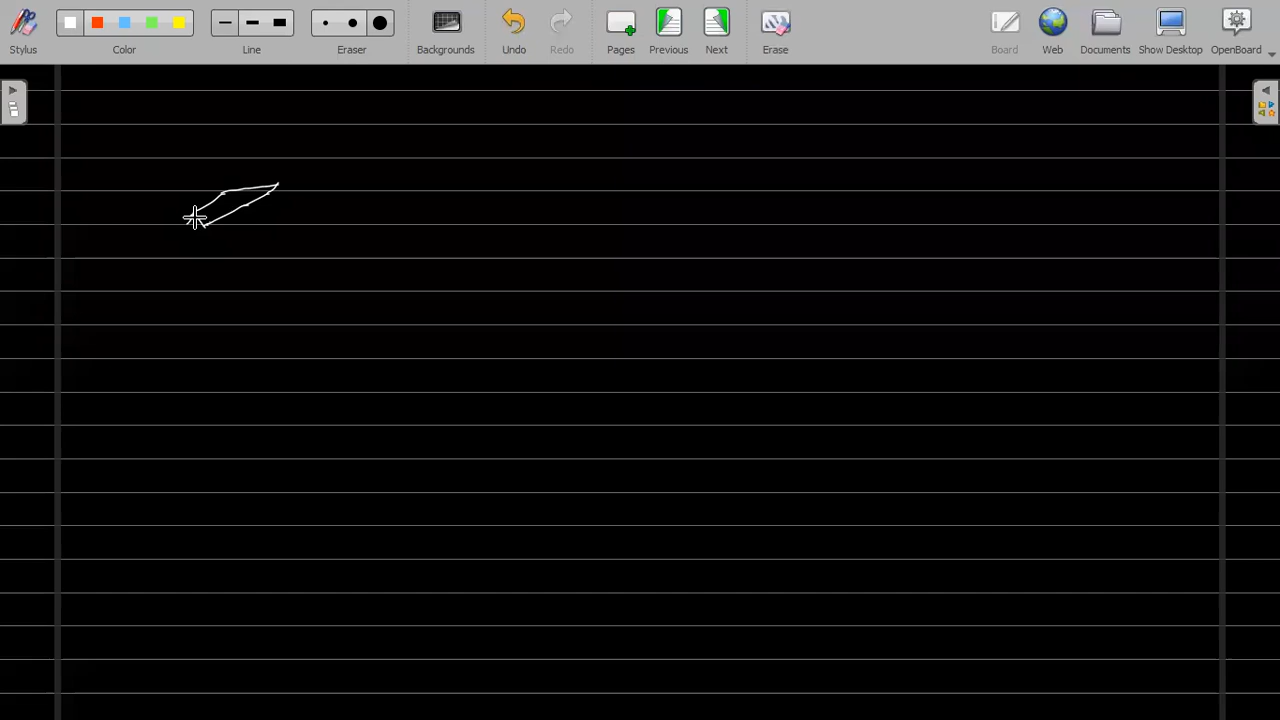 Stylus
Color
Line
Eraser
Backgrounds
Undo
Redo
Pages
Previous
Next
Erase
Board
Web
Documents
Show Desktop
OpenBoard